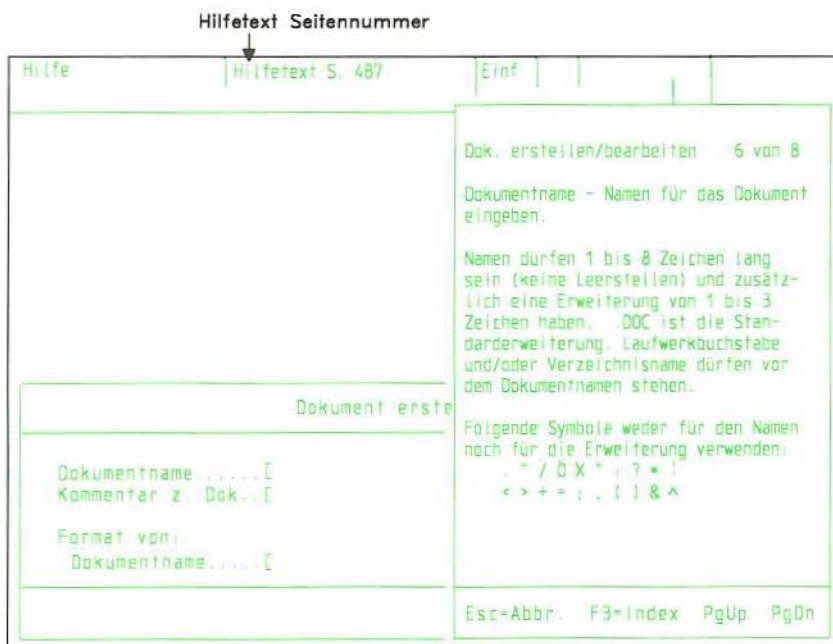 Hilfetext Seitennummer
Hilfe Hilfetext S. 487 Einf
Dok. erstellen/bearbeiten 6 von 8
Dokumentname - Namen für das Dokument
eingeben.
Namen dürfen 1 bis 8 Zeichen lang
sein (keine Leerstellen) und zusätz-
lich eine Erweiterung von 1 bis 3
Zeichen haben. .DOC ist die Stan-
darderweiterung. Laufwerkbuchstabe
und/oder Verzeichnisname dürfen vor
dem Dokumentnamen stehen.
Folgende Symbole weder für den Namen
noch für die Erweiterung verwenden:
< > + = ; , ( ) & ^
Dokument erste
Dokumentname......[
Kommentar z. Dok..[
Format von:
Dokumentname.....[
Esc=Abbr. F3=Index PgUp PgDn